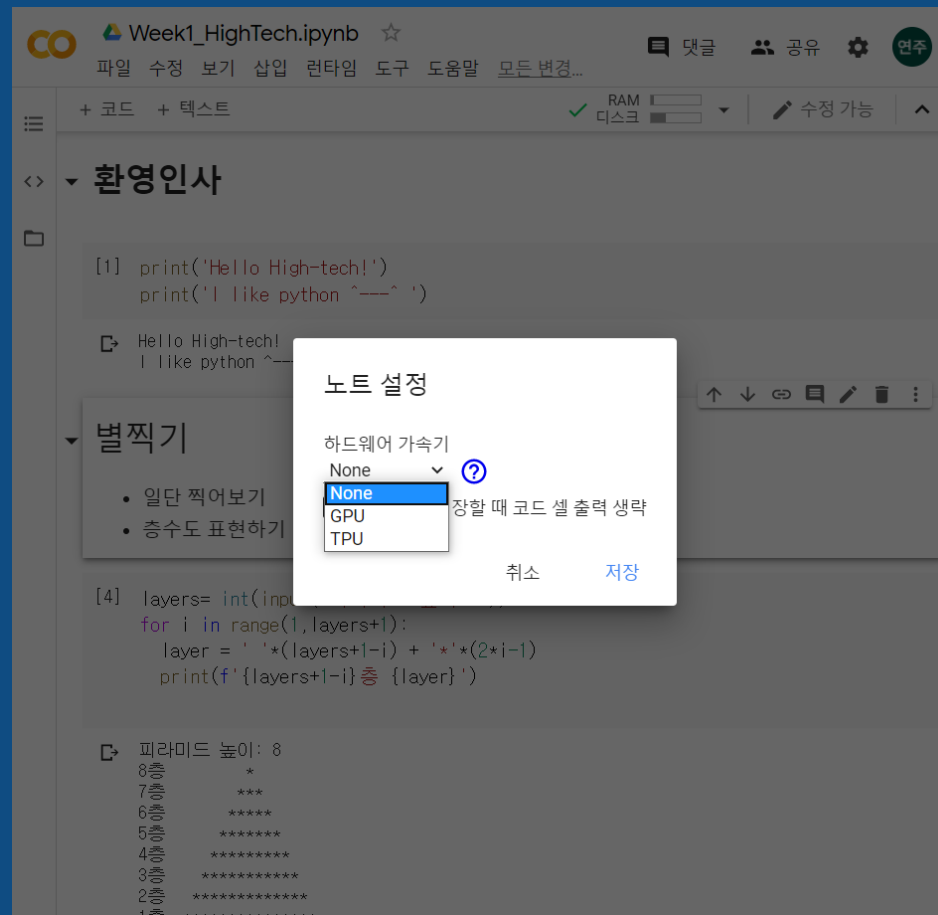 Week1_HighTech.ipynb
댓글 공유 연주
파일 수정 보기 삽입 런타임 도구 도움말 모든 변경...
+ 코드 + 텍스트
RAM
디스크
수정 가능
환영인사
[1] print('Hello High-tech!')
print('I like python ^---^ ')
Hello High-tech!
I like python ^--
노트 설정
하드웨어 가속기
None
None
GPU
TPU
장할 때 코드 셀 출력 생략
취소 저장
별찍기
• 일단 찍어보기
• 층수도 표현하기
[4] layers= int(inpu
for i in range(1,layers+1):
layer = ' '*(layers+1-i) + '*'*(2*i-1)
print(f'{layers+1-i}층 {layer}')
피라미드 높이: 8
8층 *
7층 ***
6층 *****
5층 *******
4층 *********
3층 ***********
2층 *************
1층 ***************